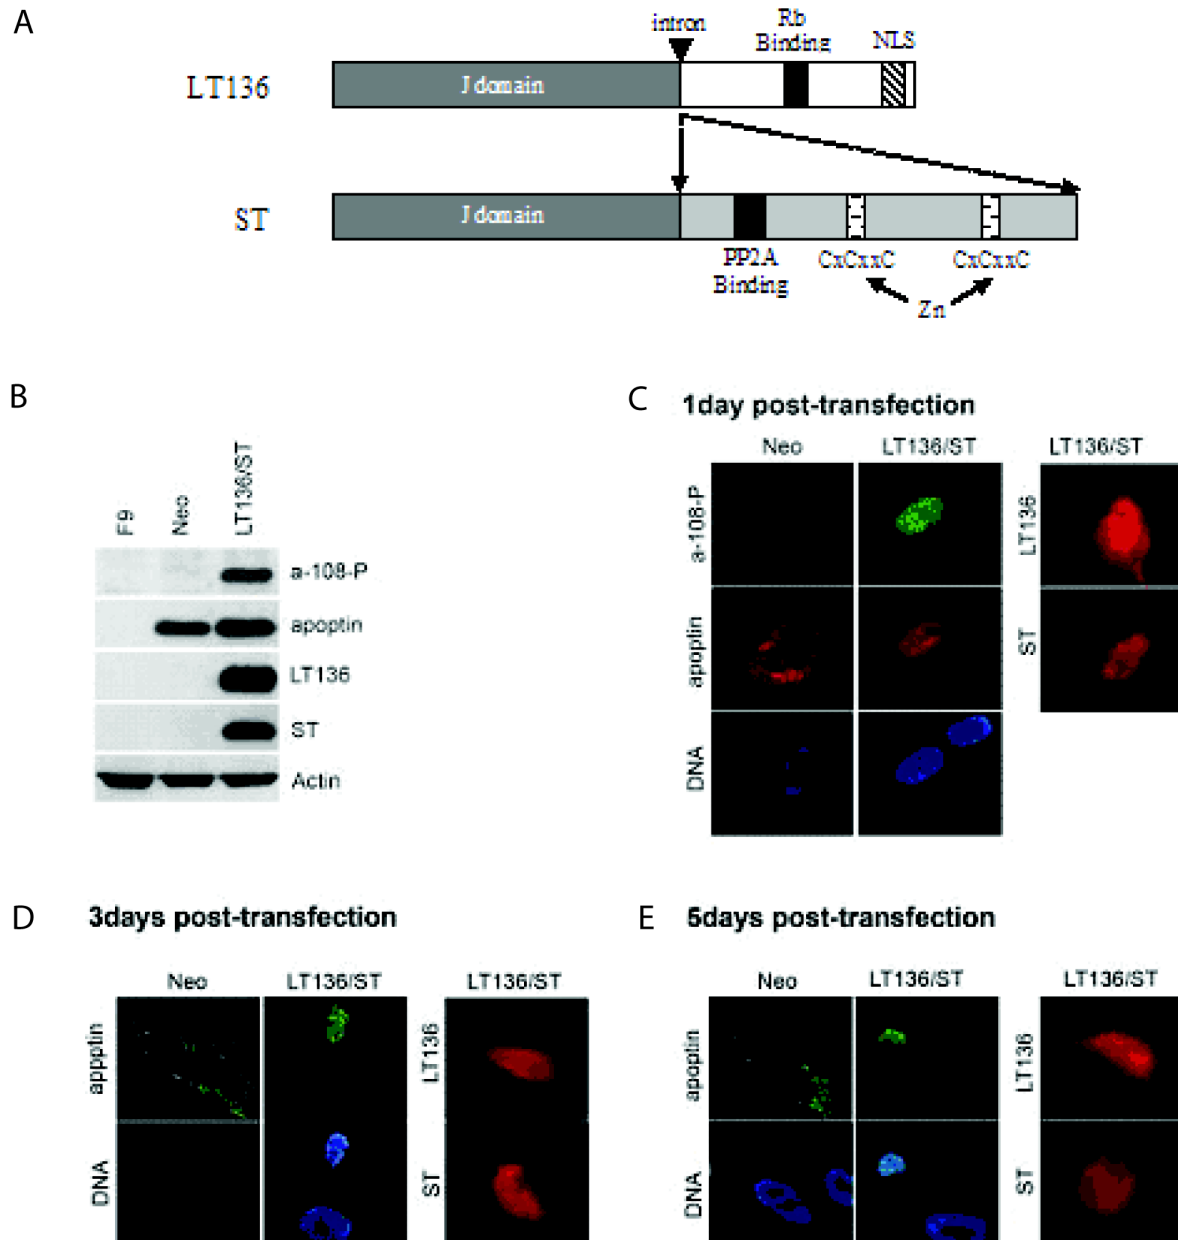 A
intron
Rb
Binding
NLS
LT136
J domain
ST
J domain
PP2A
Binding
CxCxxC
CxCxxC
Zn
B
F9
Neo
LT136/ST
a-108-P
apoptin
LT136
ST
Actin
C
1day post-transfection
Neo
LT136/ST
LT136/ST
a-108-P
LT136
apoptin
ST
DNA
D
3days post-transfection
Neo
LT136/ST
LT136/ST
appptin
LT136
DNA
ST
E
5days post-transfection
Neo
LT136/ST
LT136/ST
apoptin
LT136
DNA
ST